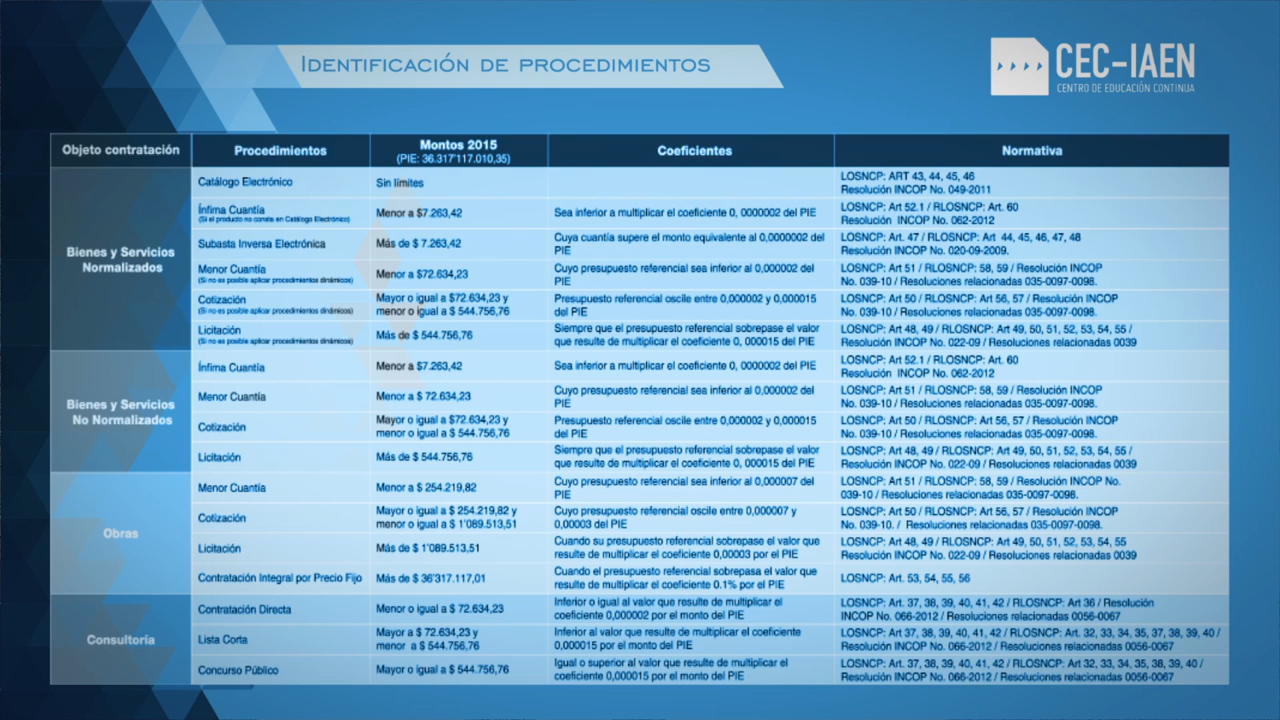 IDENTIFICACIÓN DE PROCEDIMIENTOS
CEC-IAEN
CENTRO DE EDUCACIÓN CONTINUA
Objeto contratación
Procedimientos
Montos 2015
(PIE: 36.317'117.010,35)
Coeficientes
Normativa
Bienes y Servicios
Normalizados
Catálogo Electrónico
Sin límites
LOSNCP: ART 43, 44, 45, 46
Resolución INCOP No. 049-2011
Ínfima Cuantía
(Si el producto no consta en Catálogo Electrónico)
Menor a $7.263,42
Sea inferior a multiplicar el coeficiente 0, 0000002 del PIE
LOSNCP: Art 52.1 / RLOSNCP: Art. 60
Resolución INCOP No. 062-2012
Subasta Inversa Electrónica
Más de $ 7.263,42
Cuya cuantía supere el monto equivalente al 0,0000002 del
PIE
LOSNCP: Art. 47 / RLOSNCP: Art 44, 45, 46, 47, 48
Resolución INCOP No. 020-09-2009.
Menor Cuantía
(Si no es posible aplicar procedimientos dinámicos)
Menor a $72.634,23
Cuyo presupuesto referencial sea inferior al 0,000002 del
PIE
LOSNCP: Art 51 / RLOSNCP: 58, 59 / Resolución INCOP
No. 039-10 / Resoluciones relacionadas 035-0097-0098.
Cotización
(Si no es posible aplicar procedimientos dinámicos)
Mayor o igual a $72.634,23 y
menor o igual a $ 544.756,76
Presupuesto referencial oscile entre 0,000002 y 0,000015
del PIE
LOSNCP: Art 50 / RLOSNCP: Art 56, 57 / Resolución INCOP
No. 039-10 / Resoluciones relacionadas 035-0097-0098.
Licitación
(Si no es posible aplicar procedimientos dinámicos)
Más de $ 544.756,76
Siempre que el presupuesto referencial sobrepase el valor
que resulte de multiplicar el coeficiente 0, 000015 del PIE
LOSNCP: Art 48, 49 / RLOSNCP: Art 49, 50, 51, 52, 53, 54, 55 /
Resolución INCOP No. 022-09 / Resoluciones relacionadas 0039
Bienes y Servicios
No Normalizados
Ínfima Cuantía
Menor a $7.263,42
Sea inferior a multiplicar el coeficiente 0, 0000002 del PIE
LOSNCP: Art 52.1 / RLOSNCP: Art. 60
Resolución INCOP No. 062-2012
Menor Cuantía
Menor a $ 72.634,23
Cuyo presupuesto referencial sea inferior al 0,000002 del
PIE
LOSNCP: Art 51 / RLOSNCP: 58, 59 / Resolución INCOP
No. 039-10 / Resoluciones relacionadas 035-0097-0098.
Cotización
Mayor o igual a $72.634,23 y
menor o igual a $ 544.756,76
Presupuesto referencial oscile entre 0,000002 y 0,000015
del PIE
LOSNCP: Art 50 / RLOSNCP: Art 56, 57 / Resolución INCOP
No. 039-10 / Resoluciones relacionadas 035-0097-0098.
Licitación
Más de $ 544.756,76
Siempre que el presupuesto referencial sobrepase el valor
que resulte de multiplicar el coeficiente 0, 000015 del PIE
LOSNCP: Art 48, 49 / RLOSNCP: Art 49, 50, 51, 52, 53, 54, 55 /
Resolución INCOP No. 022-09 / Resoluciones relacionadas 0039
Obras
Menor Cuantía
Menor a $ 254.219,82
Cuyo presupuesto referencial sea inferior al 0,000007 del
PIE
LOSNCP: Art 51 / RLOSNCP: 58, 59 / Resolución INCOP No.
039-10 / Resoluciones relacionadas 035-0097-0098.
Cotización
Mayor o igual a $ 254.219,82 y
menor o igual a $ 1'089.513,51
Cuyo presupuesto referencial oscile entre 0,000007 y
0,00003 del PIE
LOSNCP: Art 50 / RLOSNCP: Art 56, 57 / Resolución INCOP
No. 039-10. / Resoluciones relacionadas 035-0097-0098.
Licitación
Más de $ 1'089.513,51
Cuando su presupuesto referencial sobrepase el valor que
resulte de multiplicar el coeficiente 0,00003 por el PIE
LOSNCP: Art 48, 49 / RLOSNCP: Art 49, 50, 51, 52, 53, 54, 55
Resolución INCOP No. 022-09 / Resoluciones relacionadas 0039
Contratación Integral por Precio Fijo
Más de $ 36'317.117,01
Cuando el presupuesto referencial sobrepasa el valor que
resulte de multiplicar el coeficiente 0.1% por el PIE
LOSNCP: Art. 53, 54, 55, 56
Consultoría
Contratación Directa
Menor o igual a $ 72.634,23
Inferior o igual al valor que resulte de multiplicar el
coeficiente 0,000002 por el monto del PIE
LOSNCP: Art. 37, 38, 39, 40, 41, 42 / RLOSNCP: Art 36 / Resolución
INCOP No. 066-2012 / Resoluciones relacionadas 0056-0067
Lista Corta
Mayor a $ 72.634,23 y
menor a $ 544.756,76
Inferior al valor que resulte de multiplicar el coeficiente
0,000015 por el monto del PIE
LOSNCP: Art 37, 38, 39, 40, 41, 42 / RLOSNCP: Art. 32, 33, 34, 35, 37, 38, 39, 40 /
Resolución INCOP No. 066-2012 / Resoluciones relacionadas 0056-0067
Concurso Público
Mayor o igual a $ 544.756,76
Igual o superior al valor que resulte de multiplicar el
coeficiente 0,000015 por el monto del PIE
LOSNCP: Art. 37, 38, 39, 40, 41, 42 / RLOSNCP: Art 32, 33, 34, 35, 38, 39, 40 /
Resolución INCOP No. 066-2012 / Resoluciones relacionadas 0056-0067